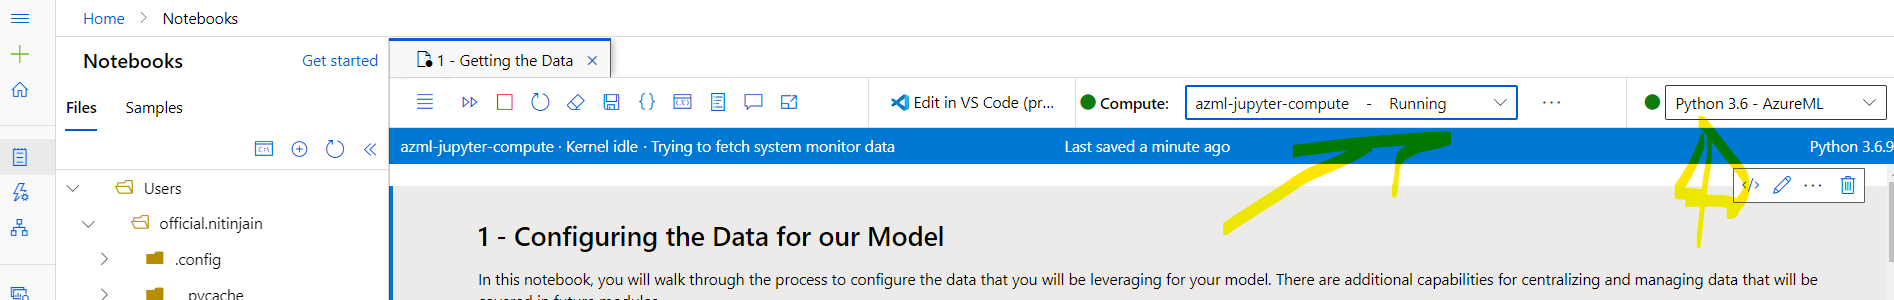 Home > Notebooks
Notebooks Get started
1 - Getting the Data ×
Files Samples
Edit in VS Code (pr... Compute: azml-jupyter-compute - Running ... Python 3.6 - AzureML
azml-jupyter-compute · Kernel idle · Trying to fetch system monitor data Last saved a minute ago Python 3.6.9
Users
official.nitinjain
.config
pycache
1 - Configuring the Data for our Model
In this notebook, you will walk through the process to configure the data that you will be leveraging for your model. There are additional capabilities for centralizing and managing data that will be
covered in future modules